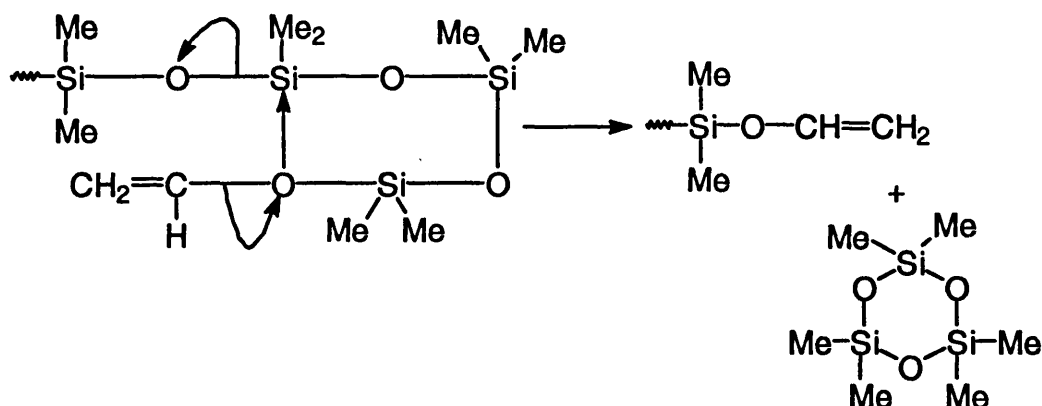 Me Me2 Me Me
Si O Si O Si
Me
Me
Si O CH=CH2
Me
CH2=C O Si O
H Me Me
+
Me Me
Si
O O
Me Si Si Me
O
Me Me